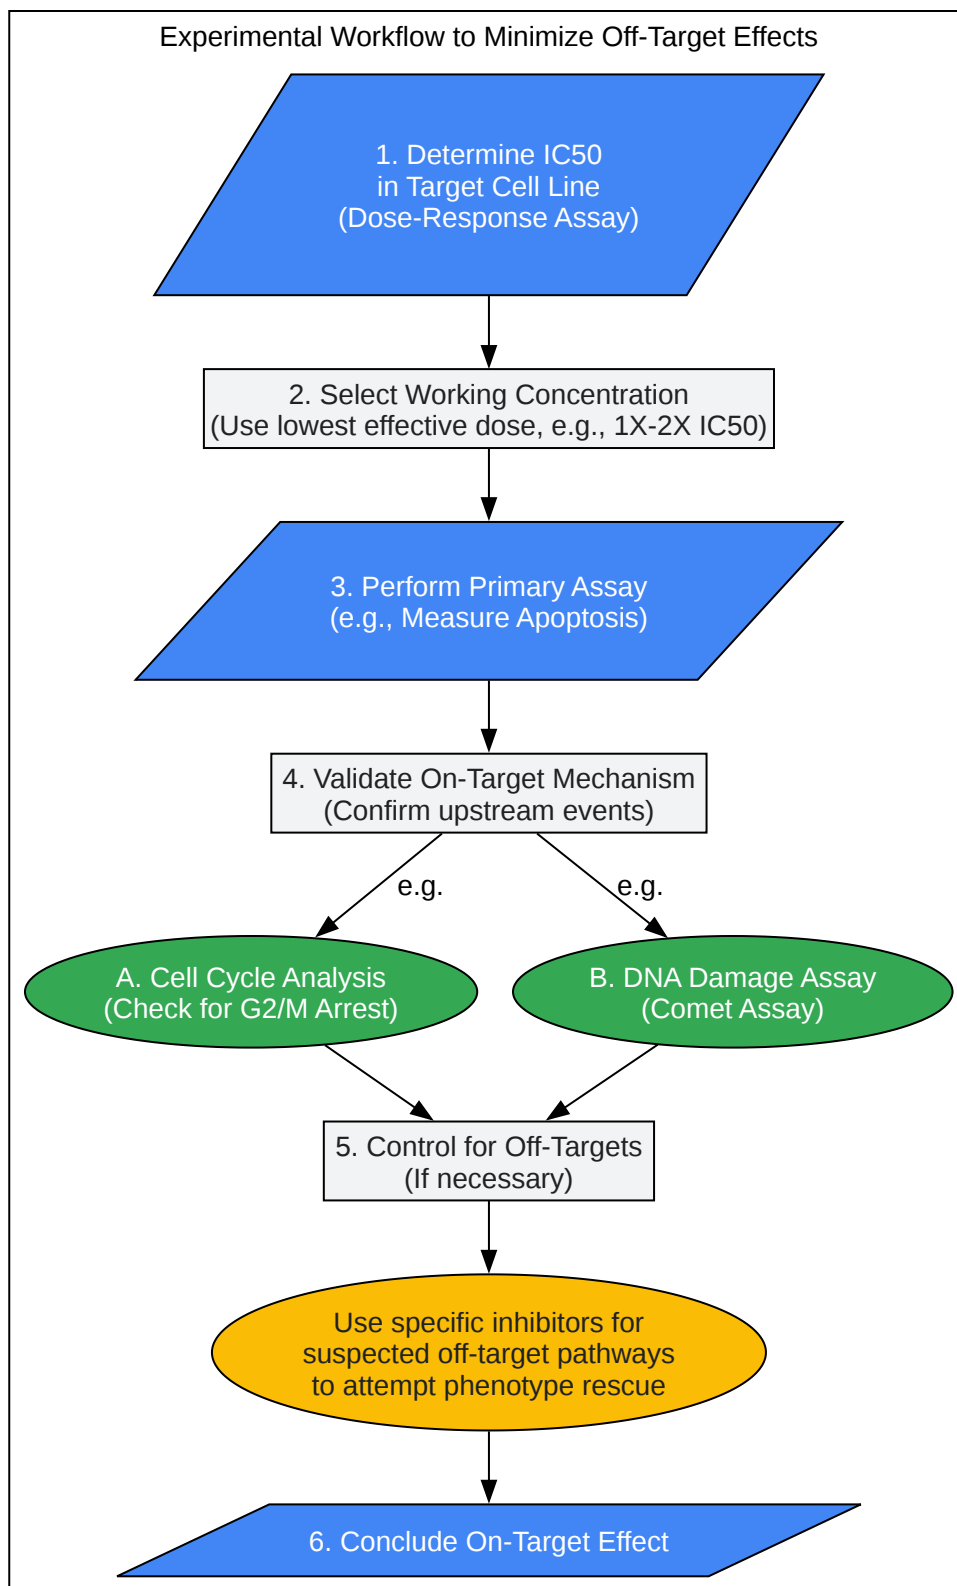 Experimental Workflow to Minimize Off-Target Effects
1. Determine IC50
in Target Cell Line
(Dose-Response Assay)
2. Select Working Concentration
(Use lowest effective dose, e.g., 1X-2X IC50)
3. Perform Primary Assay
(e.g., Measure Apoptosis)
4. Validate On-Target Mechanism
(Confirm upstream events)
e.g.
e.g.
A. Cell Cycle Analysis
(Check for G2/M Arrest)
B. DNA Damage Assay
(Comet Assay)
5. Control for Off-Targets
(If necessary)
Use specific inhibitors for
suspected off-target pathways
to attempt phenotype rescue
6. Conclude On-Target Effect